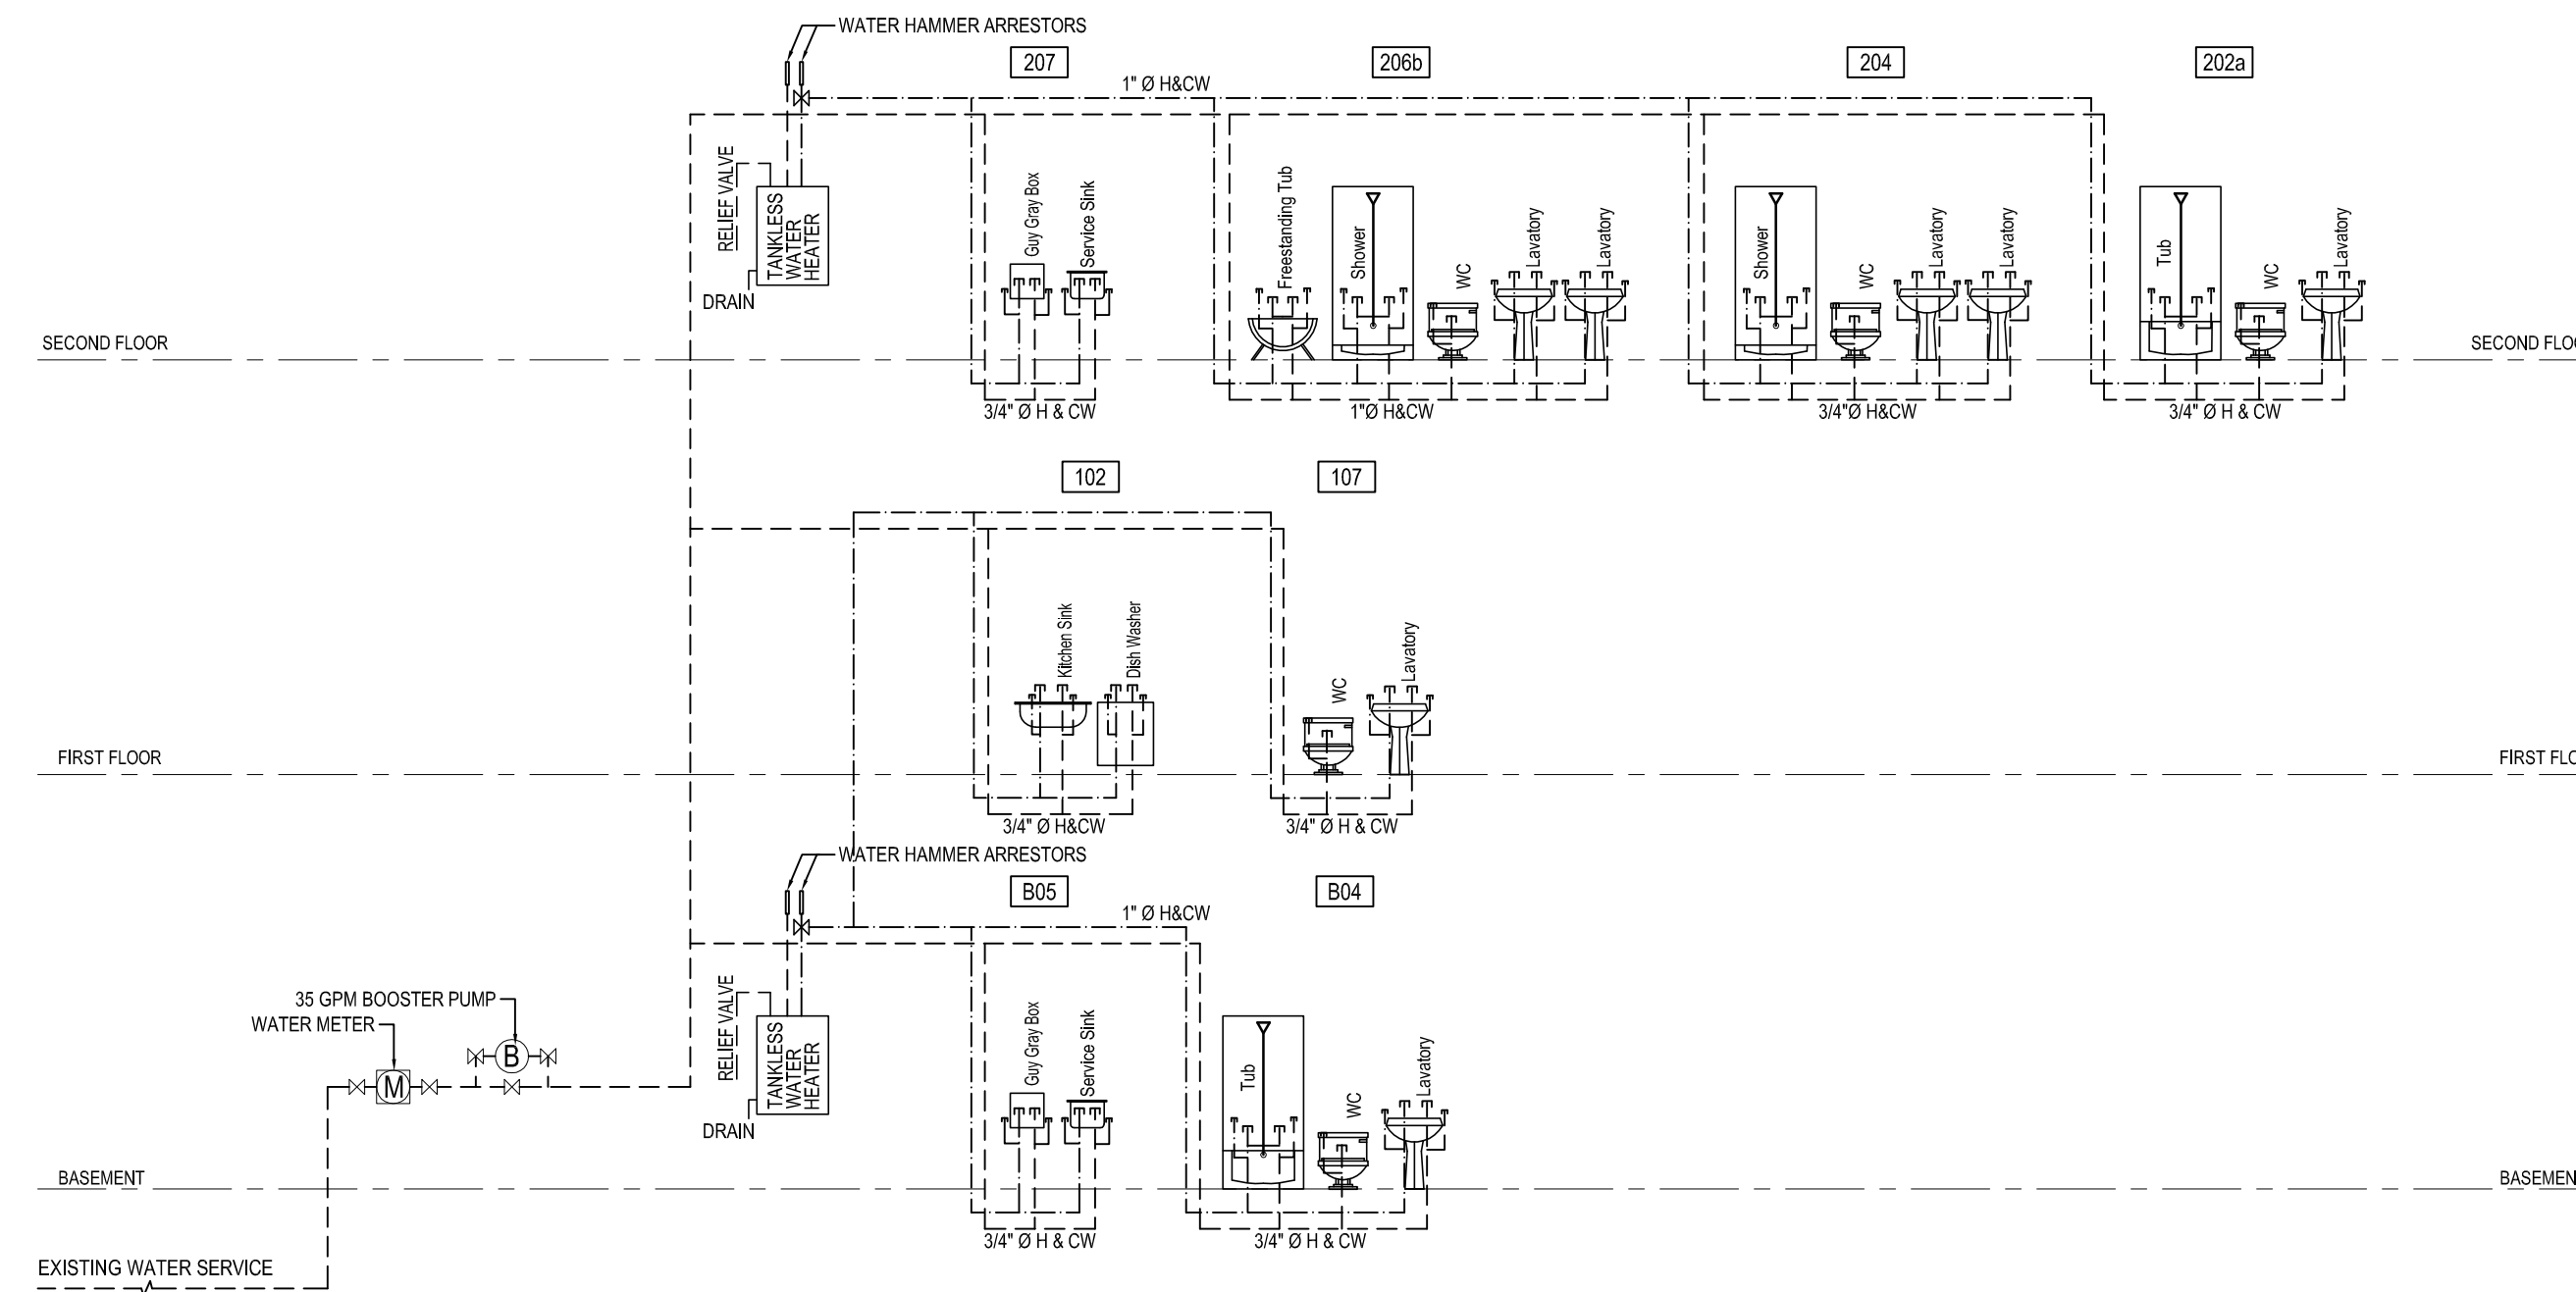 WATER HAMMER ARRESTORS
207
206b
204
202a
1" Ø H&CW
RELIEF VALVE
TANKLESS
WATER
HEATER
DRAIN
Guy Gray Box
Service Sink
Freestanding Tub
Shower
WC
Lavatory
Lavatory
Shower
WC
Lavatory
Lavatory
Tub
WC
Lavatory
SECOND FLOOR
SECOND FLO
3/4" Ø H & CW
1"Ø H&CW
3/4"Ø H&CW
3/4" Ø H & CW
102
107
Kitchen Sink
Dish Washer
WC
Lavatory
FIRST FLOOR
FIRST FLO
3/4" Ø H&CW
3/4" Ø H & CW
WATER HAMMER ARRESTORS
B05
B04
1" Ø H&CW
35 GPM BOOSTER PUMP
WATER METER
B
M
RELIEF VALVE
TANKLESS
WATER
HEATER
DRAIN
Guy Gray Box
Service Sink
Tub
WC
Lavatory
BASEMENT
BASEMEN
3/4" Ø H & CW
3/4" Ø H & CW
EXISTING WATER SERVICE